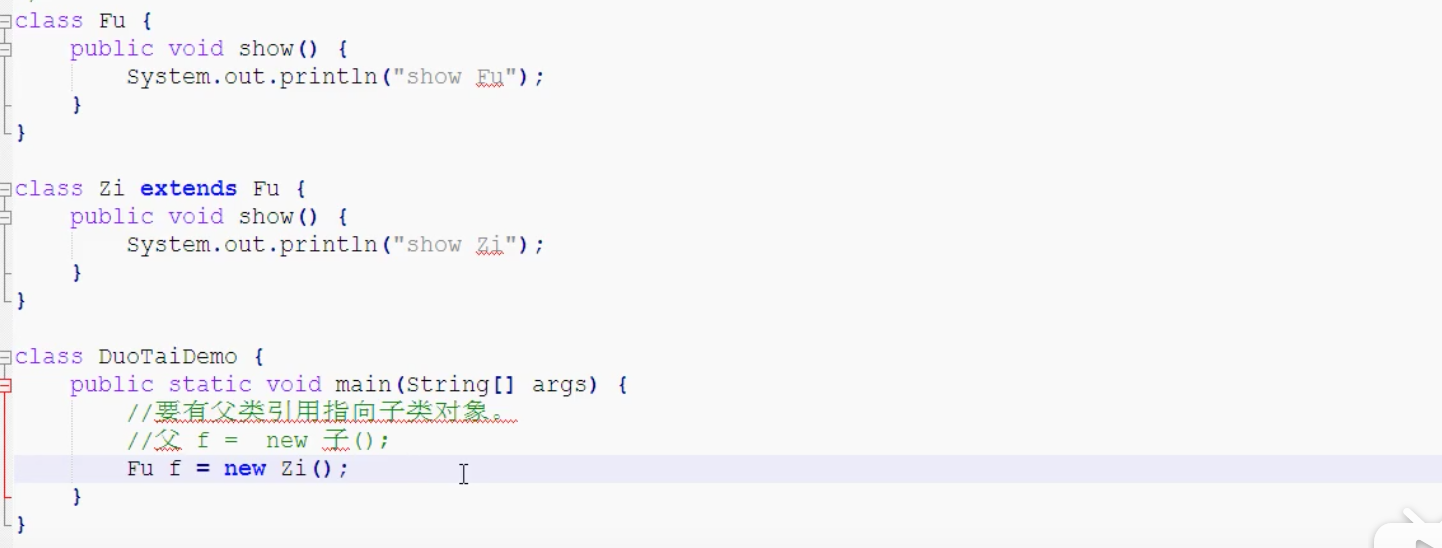 class Fu {
public void show() {
System.out.println("show Fu");
}
}
class Zi extends Fu {
public void show() {
System.out.println("show Zi");
}
}
class DuoTaiDemo {
public static void main(String[] args) {
//要有父类引用指向子类对象。
//父 f =  new 子();
Fu f = new Zi();
}
}